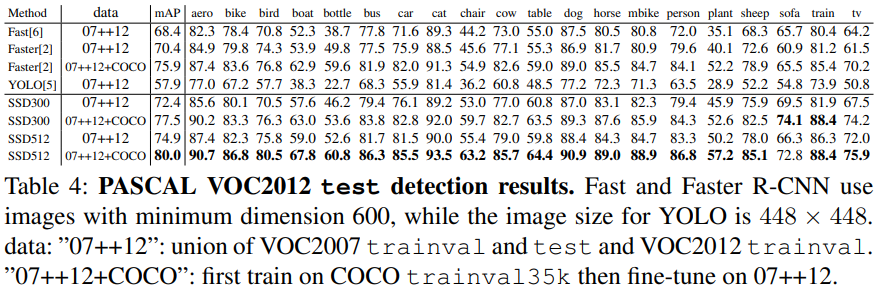 Method data mAP aero bike bird boat bottle bus car cat chair cow table dog horse mbike person plant sheep sofa train tv
Fast[6] 07++12 68.4 82.3 78.4 70.8 52.3 38.7 77.8 71.6 89.3 44.2 73.0 55.0 87.5 80.5 80.8 72.0 35.1 68.3 65.7 80.4 64.2
Faster[2] 07++12 70.4 84.9 79.8 74.3 53.9 49.8 77.5 75.9 88.5 45.6 77.1 55.3 86.9 81.7 80.9 79.6 40.1 72.6 60.9 81.2 61.5
Faster[2] 07++12+COCO 75.9 87.4 83.6 76.8 62.9 59.6 81.9 82.0 91.3 54.9 82.6 59.0 89.0 85.5 84.7 84.1 52.2 78.9 65.5 85.4 70.2
YOLO[5] 07++12 57.9 77.0 67.2 57.7 38.3 22.7 68.3 55.9 81.4 36.2 60.8 48.5 77.2 72.3 71.3 63.5 28.9 52.2 54.8 73.9 50.8
SSD300 07++12 72.4 85.6 80.1 70.5 57.6 46.2 79.4 76.1 89.2 53.0 77.0 60.8 87.0 83.1 82.3 79.4 45.9 75.9 69.5 81.9 67.5
SSD300 07++12+COCO 77.5 90.2 83.3 76.3 63.0 53.6 83.8 82.8 92.0 59.7 82.7 63.5 89.3 87.6 85.9 84.3 52.6 82.5 74.1 88.4 74.2
SSD512 07++12 74.9 87.4 82.3 75.8 59.0 52.6 81.7 81.5 90.0 55.4 79.0 59.8 88.4 84.3 84.7 83.3 50.2 78.0 66.3 86.3 72.0
SSD512 07++12+COCO 80.0 90.7 86.8 80.5 67.8 60.8 86.3 85.5 93.5 63.2 85.7 64.4 90.9 89.0 88.9 86.8 57.2 85.1 72.8 88.4 75.9
Table 4: PASCAL VOC2012 test detection results. Fast and Faster R-CNN use
images with minimum dimension 600, while the image size for YOLO is 448 × 448.
data: ”07++12”: union of VOC2007 trainval and test and VOC2012 trainval.
”07++12+COCO”: first train on COCO trainval35k then fine-tune on 07++12.